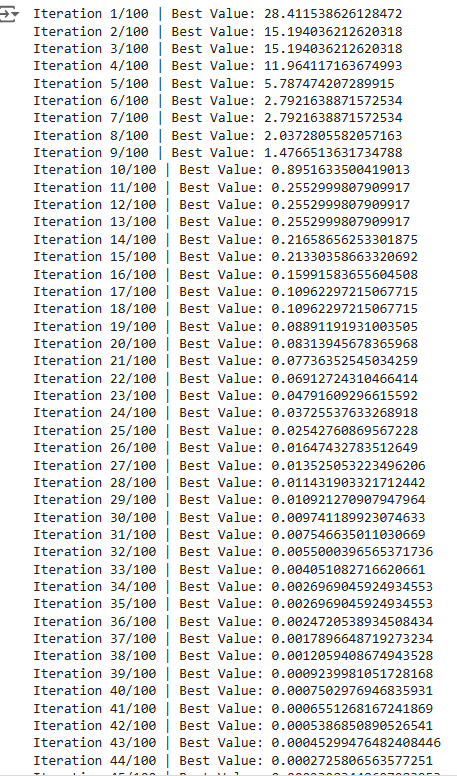 Iteration 1/100 | Best Value: 28.411538626128472
Iteration 2/100 | Best Value: 15.194036212620318
Iteration 3/100 | Best Value: 15.194036212620318
Iteration 4/100 | Best Value: 11.964117163674993
Iteration 5/100 | Best Value: 5.787474207289915
Iteration 6/100 | Best Value: 2.7921638871572534
Iteration 7/100 | Best Value: 2.7921638871572534
Iteration 8/100 | Best Value: 2.0372805582057163
Iteration 9/100 | Best Value: 1.4766513631734788
Iteration 10/100 | Best Value: 0.8951633500419013
Iteration 11/100 | Best Value: 0.2552999807909917
Iteration 12/100 | Best Value: 0.2552999807909917
Iteration 13/100 | Best Value: 0.2552999807909917
Iteration 14/100 | Best Value: 0.21658656253301875
Iteration 15/100 | Best Value: 0.21330358663320692
Iteration 16/100 | Best Value: 0.15991583655604508
Iteration 17/100 | Best Value: 0.10962297215067715
Iteration 18/100 | Best Value: 0.10962297215067715
Iteration 19/100 | Best Value: 0.08891191931003505
Iteration 20/100 | Best Value: 0.08313945678365968
Iteration 21/100 | Best Value: 0.07736352545034259
Iteration 22/100 | Best Value: 0.06912724310466414
Iteration 23/100 | Best Value: 0.04791609296615592
Iteration 24/100 | Best Value: 0.03725537633268918
Iteration 25/100 | Best Value: 0.02542760869567228
Iteration 26/100 | Best Value: 0.01647432783512649
Iteration 27/100 | Best Value: 0.013525053223496206
Iteration 28/100 | Best Value: 0.011431903321712442
Iteration 29/100 | Best Value: 0.010921270907947964
Iteration 30/100 | Best Value: 0.009741189923074633
Iteration 31/100 | Best Value: 0.007546635011030669
Iteration 32/100 | Best Value: 0.0055000396565371736
Iteration 33/100 | Best Value: 0.004051082716620661
Iteration 34/100 | Best Value: 0.0026969045924934553
Iteration 35/100 | Best Value: 0.0026969045924934553
Iteration 36/100 | Best Value: 0.0024720538934508434
Iteration 37/100 | Best Value: 0.0017896648719273234
Iteration 38/100 | Best Value: 0.0012059408674943528
Iteration 39/100 | Best Value: 0.0009239981051728168
Iteration 40/100 | Best Value: 0.0007502976946835931
Iteration 41/100 | Best Value: 0.0006551268167241869
Iteration 42/100 | Best Value: 0.0005386850890526541
Iteration 43/100 | Best Value: 0.00045299476482408446
Iteration 44/100 | Best Value: 0.0002725806563577251